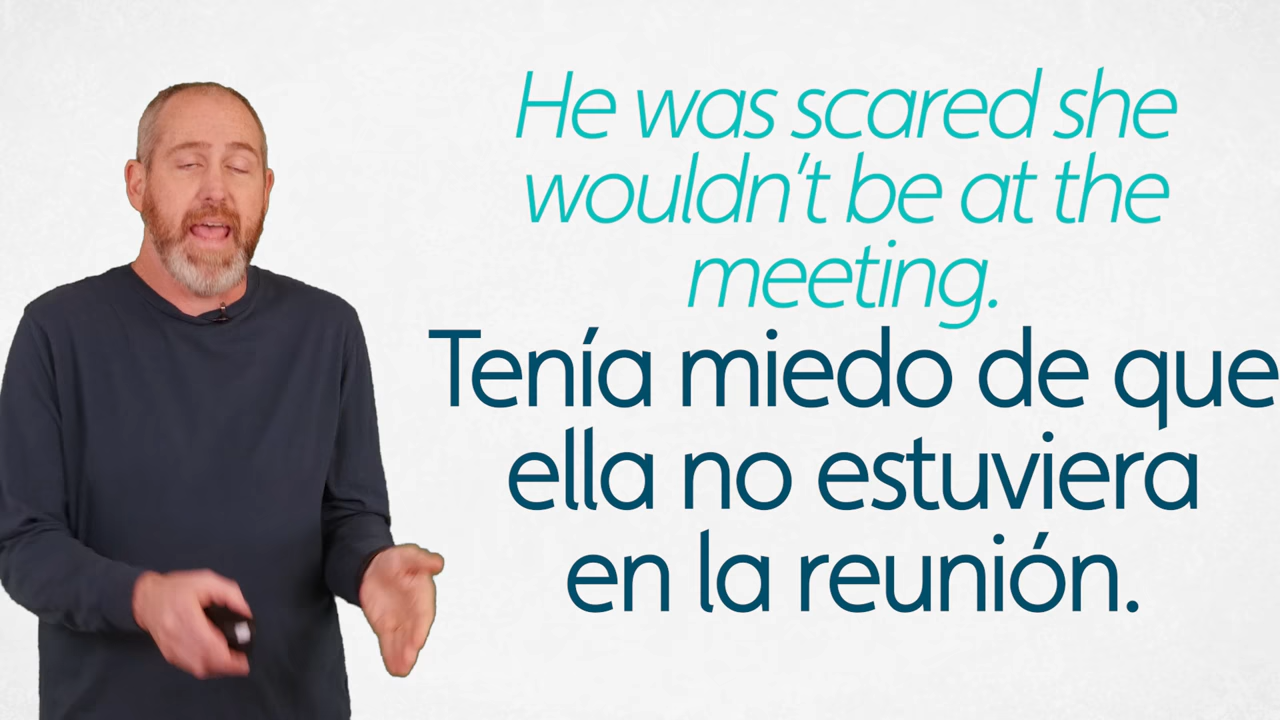 He was scared she
wouldn't be at the
meeting.
Tenía miedo de que
ella no estuviera
en la reunión.